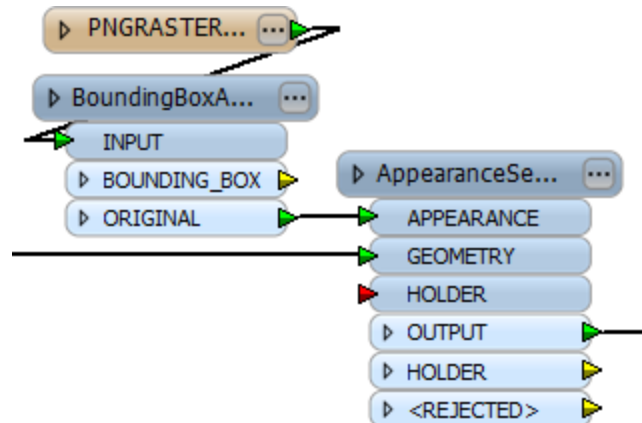 PNGRASTER...
BoundingBoxA...
INPUT
BOUNDING_BOX
ORIGINAL
AppearanceSe...
APPEARANCE
GEOMETRY
HOLDER
OUTPUT
HOLDER
<REJECTED>